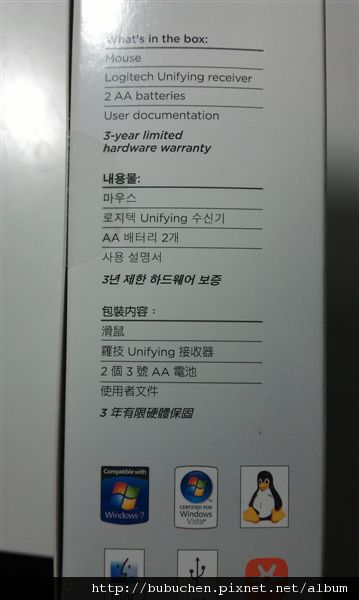 What's in the box:
Mouse
Logitech Unifying receiver
2 AA batteries
User documentation
3-year limited
hardware warranty
내용물:
마우스
로지텍 Unifying 수신기
AA 배터리 2개
사용 설명서
3년 제한 하드웨어 보증
包裝內容：
滑鼠
羅技 Unifying 接收器
2 個 3 號 AA 電池
使用者文件
3 年有限硬體保固
Compatible with
Windows 7
CERTIFIED FOR
Windows
Vista
http://bubuchen.pixnet.net/album